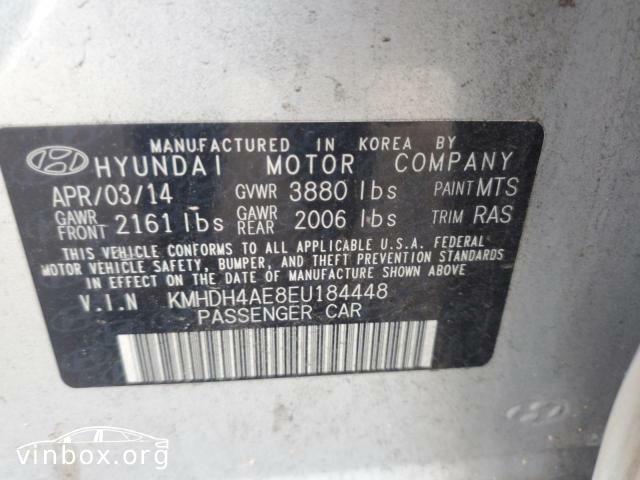 MANUFACTURED IN KOREA BY
HYUNDAI MOTOR COMPANY
APR/03/14 GVWR 3880 lbs PAINT MTS
GAWR FRONT 2161 lbs GAWR REAR 2006 lbs TRIM RAS
THIS VEHICLE CONFORMS TO ALL APPLICABLE U.S.A. FEDERAL
MOTOR VEHICLE SAFETY, BUMPER, AND THEFT PREVENTION STANDARDS
IN EFFECT ON THE DATE OF MANUFACTURE SHOWN ABOVE
V.I.N KMHDH4AE8EU184448
PASSENGER CAR
vinbox.org